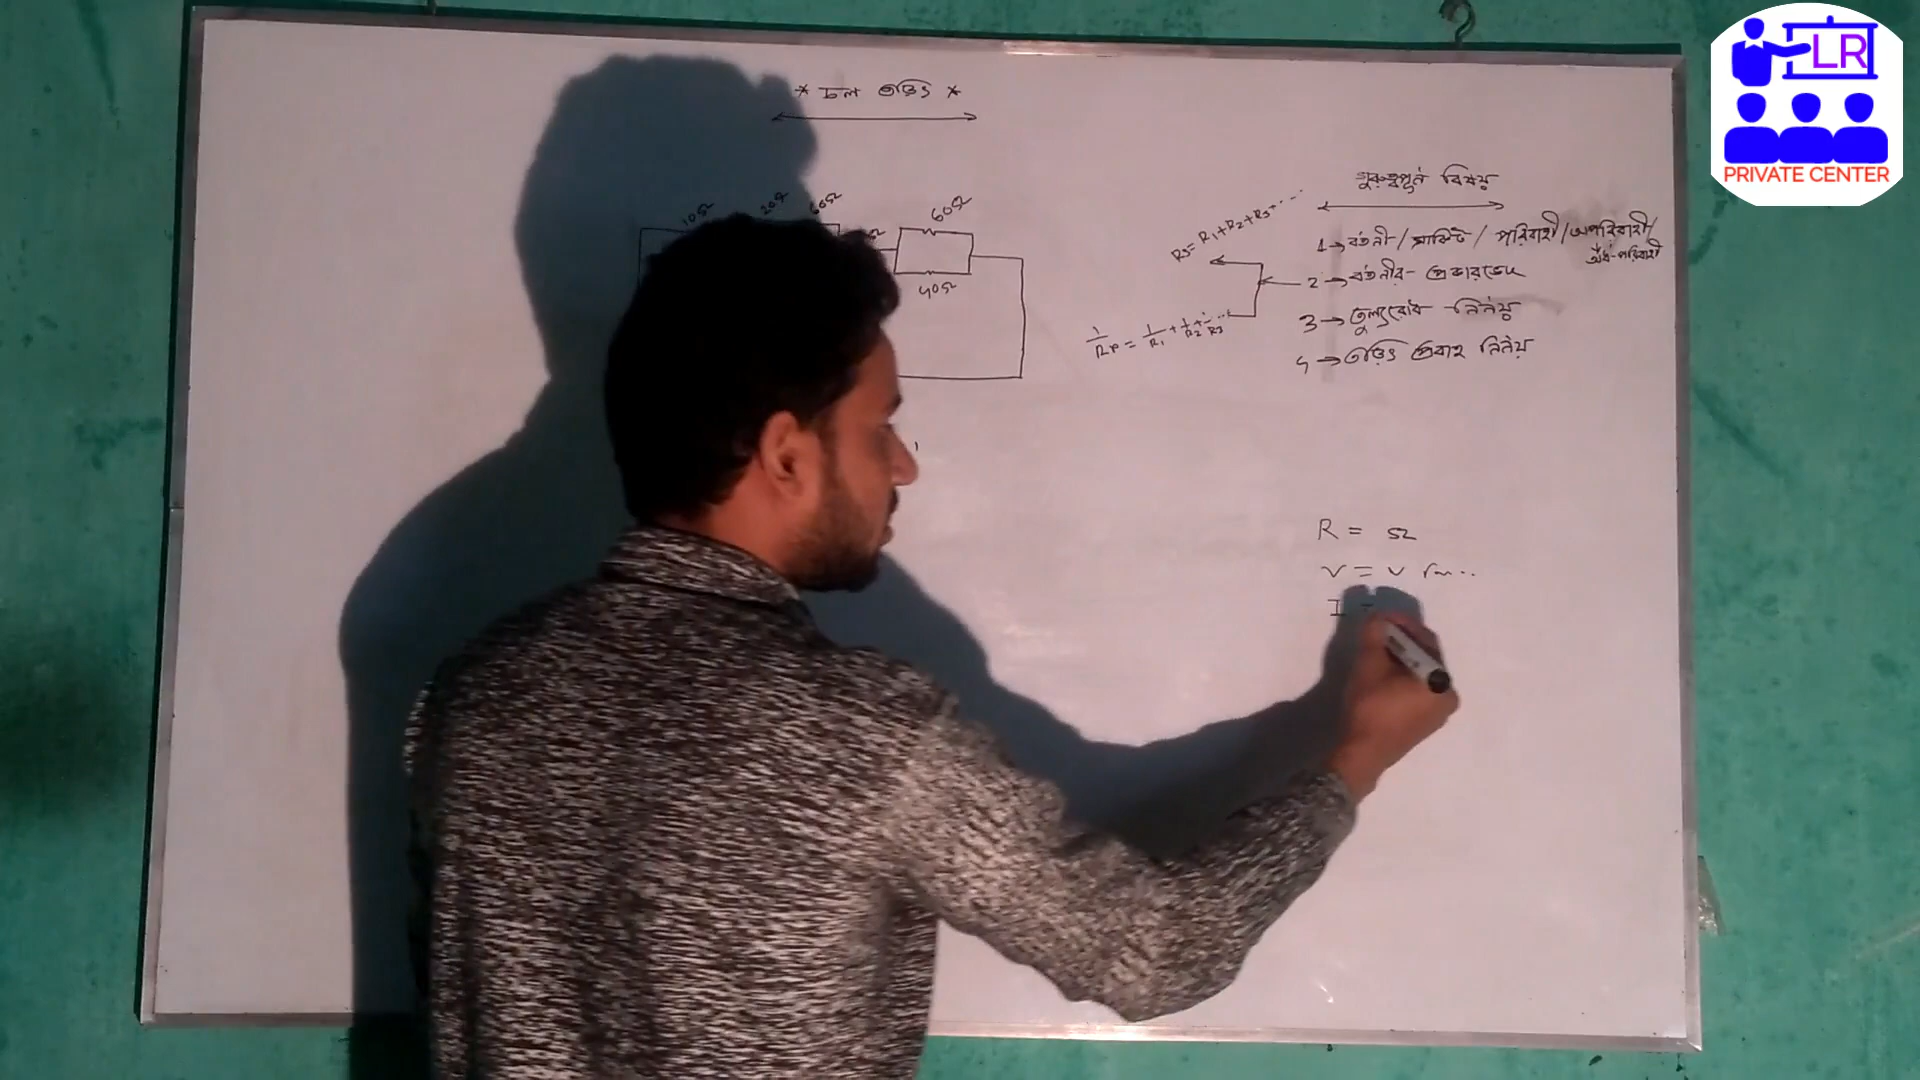 * চল তড়িৎ *
10Ω
20Ω
60Ω
60Ω
40Ω
Rs = R1+R2+R3+...
1/RP = 1/R1 + 1/R2 + 1/R3 ...
গুরুত্বপূর্ণ বিষয়
1→ বর্তনী / সার্কিট / পরিবাহী / অপরিবাহী /
অর্ধ-পরিবাহী
2→ বর্তনীর- প্রকারভেদ
3→ তুল্যরোধ নির্ণয়
4→ তড়িৎ প্রবাহ নির্ণয়
R = Ω
V = V
I =
LR
PRIVATE CENTER